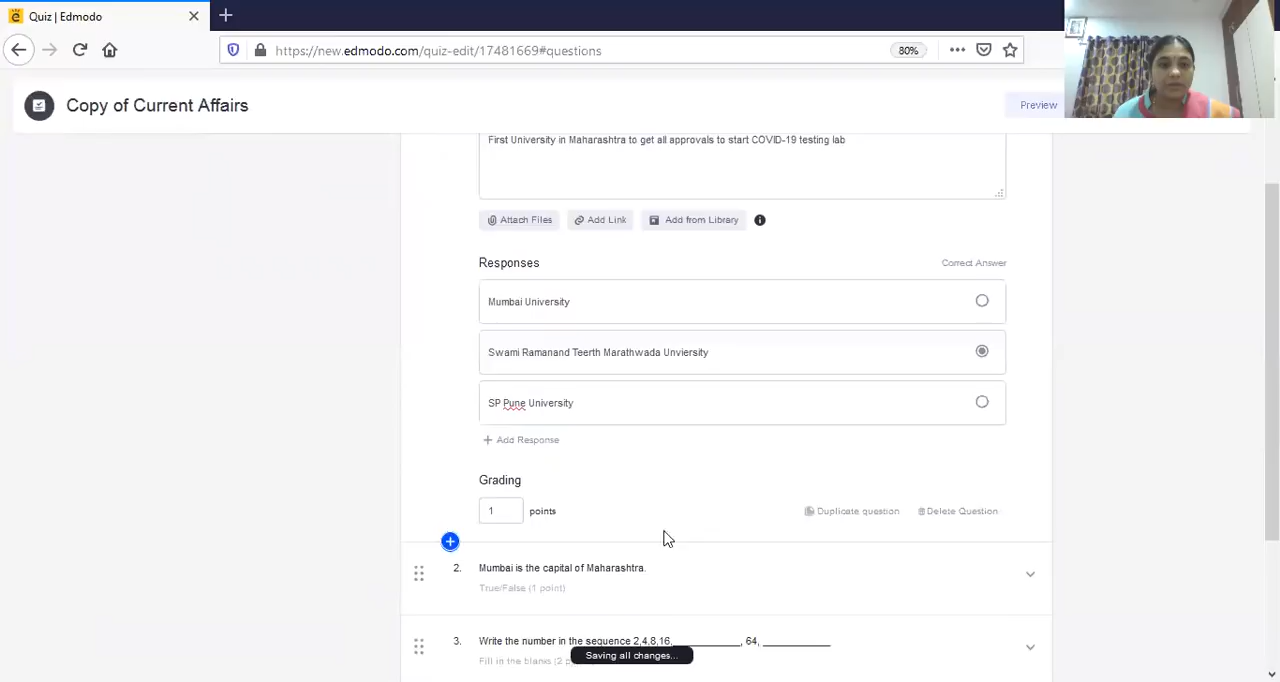 Quiz | Edmodo
https://new.edmodo.com/quiz-edit/17481669#questions
80%
Copy of Current Affairs
Preview
First University in Maharashtra to get all approvals to start COVID-19 testing lab
Attach Files
Add Link
Add from Library
Responses
Correct Answer
Mumbai University
Swami Ramanand Teerth Marathwada Unviersity
SP Pune University
Add Response
Grading
1 points
Duplicate question
Delete Question
2. Mumbai is the capital of Maharashtra.
True/False (1 point)
3. Write the number in the sequence 2,4,8,16, ____________, 64, ____________
Fill in the blanks (2
Saving all changes...